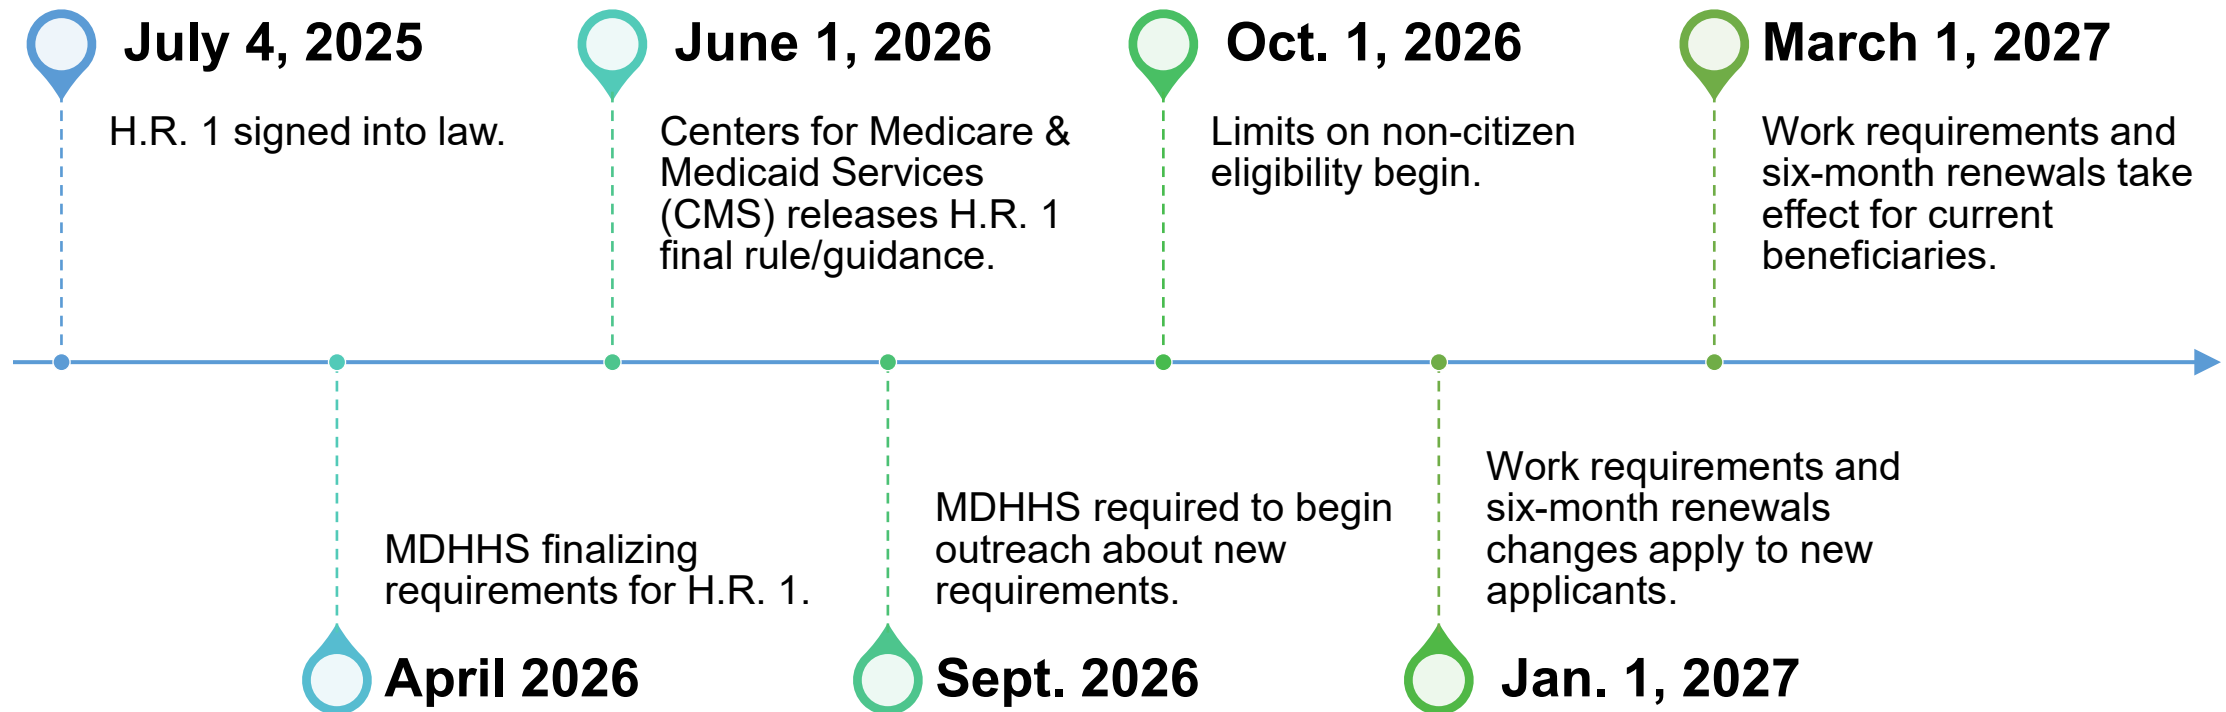 July 4, 2025
H.R. 1 signed into law.
June 1, 2026
Centers for Medicare &
Medicaid Services
(CMS) releases H.R. 1
final rule/guidance.
Oct. 1, 2026
Limits on non-citizen
eligibility begin.
March 1, 2027
Work requirements and
six-month renewals take
effect for current
beneficiaries.
MDHHS finalizing
requirements for H.R. 1.
April 2026
MDHHS required to begin
outreach about new
requirements.
Sept. 2026
Work requirements and
six-month renewals
changes apply to new
applicants.
Jan. 1, 2027